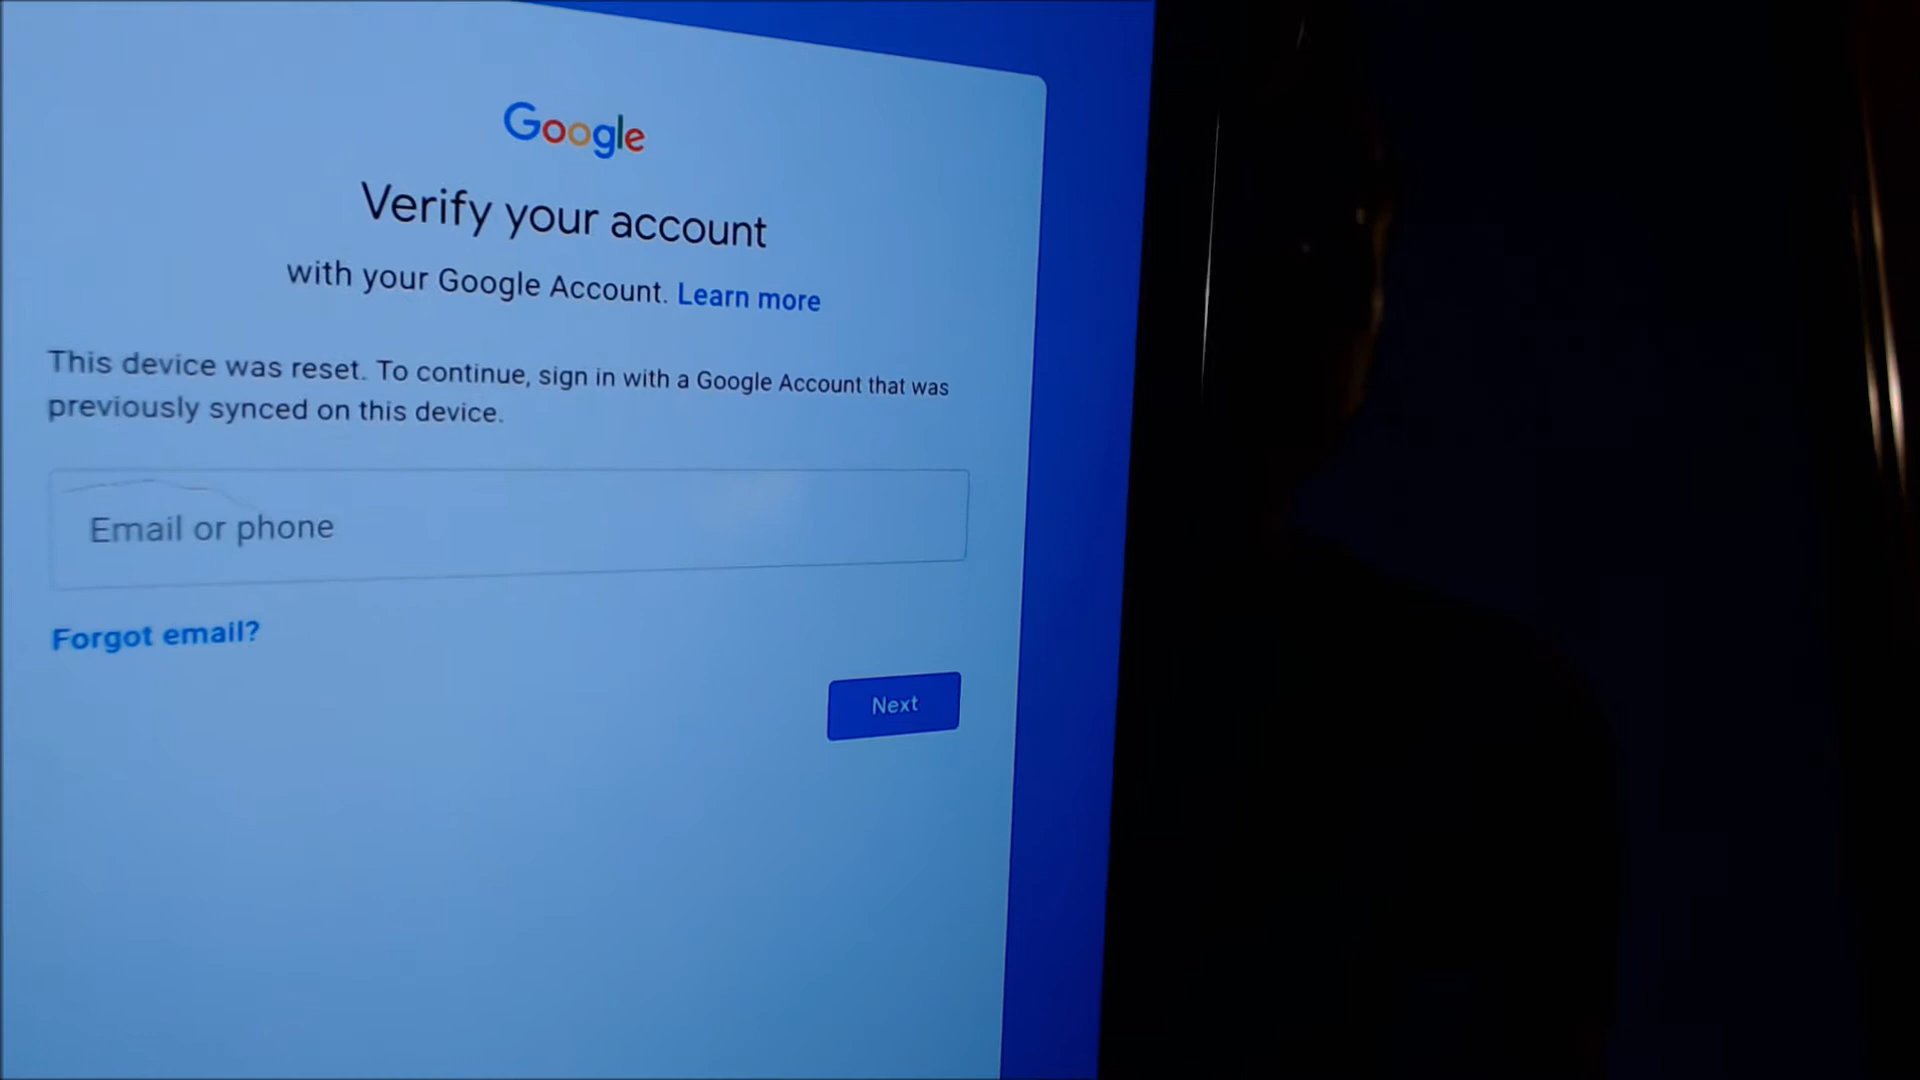 Google
Verify your account
with your Google Account. Learn more
This device was reset. To continue, sign in with a Google Account that was
previously synced on this device.
Email or phone
Forgot email?
Next